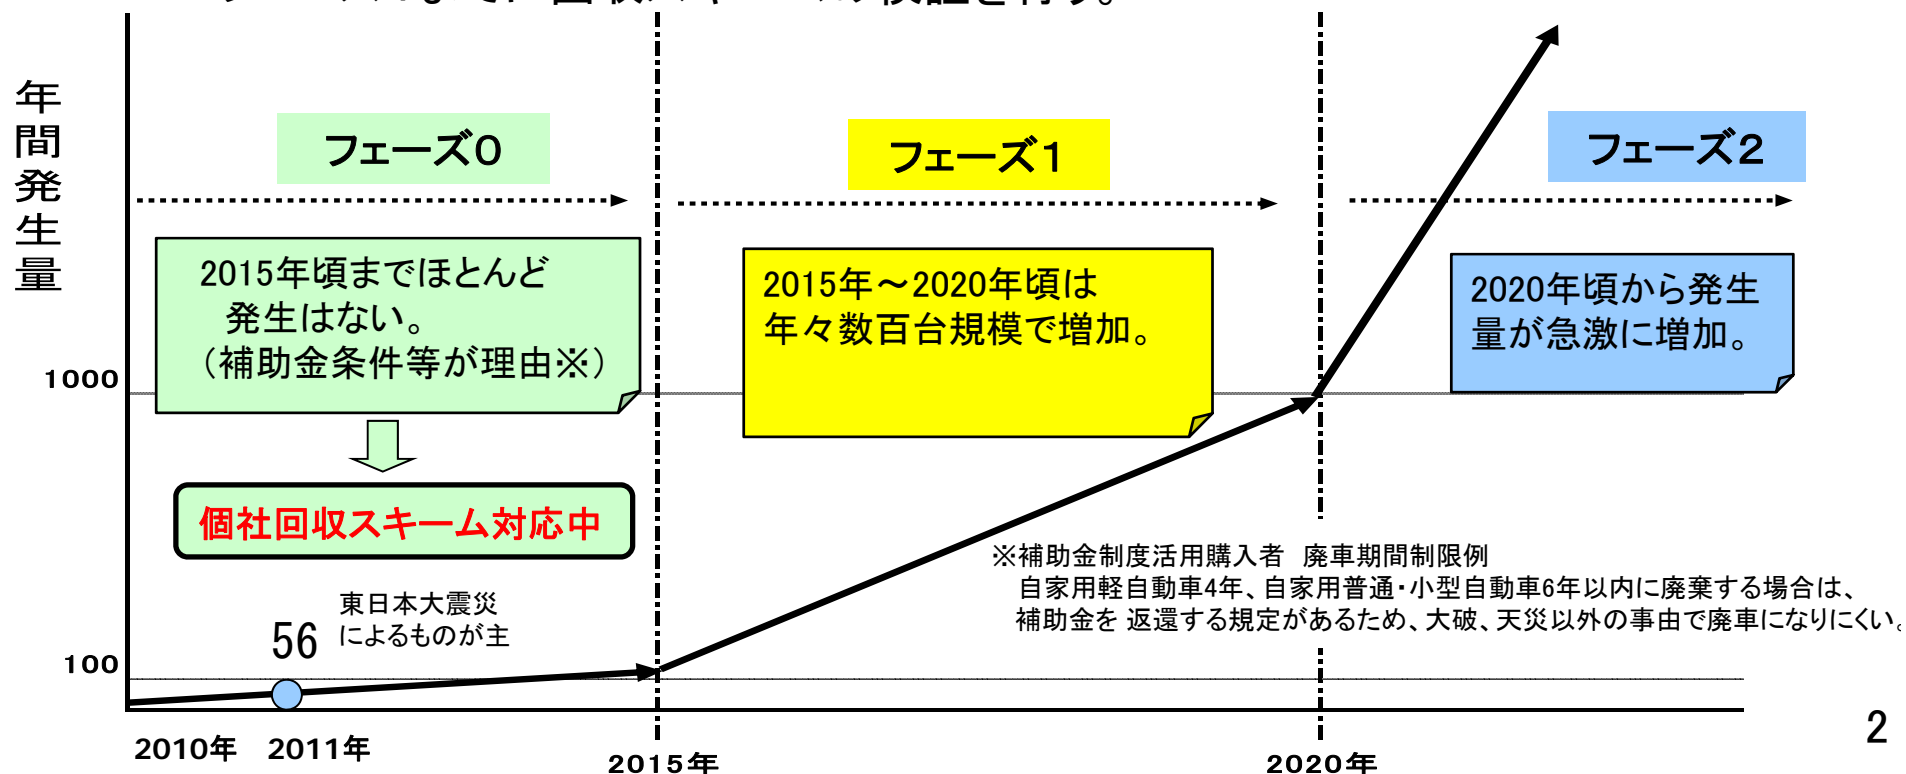 年間発生量
フェーズ0
フェーズ1
フェーズ2
2015年頃までほとんど
発生はない。
（補助金条件等が理由※）
2015年～2020年頃は
年々数百台規模で増加。
2020年頃から発生
量が急激に増加。
1000
個社回収スキーム対応中
※補助金制度活用購入者 廃車期間制限例
自家用軽自動車4年、自家用普通・小型自動車6年以内に廃棄する場合は、
補助金を 返還する規定があるため、大破、天災以外の事由で廃車になりにくい。
56
東日本大震災
によるものが主
100
2010年
2011年
2015年
2020年
2